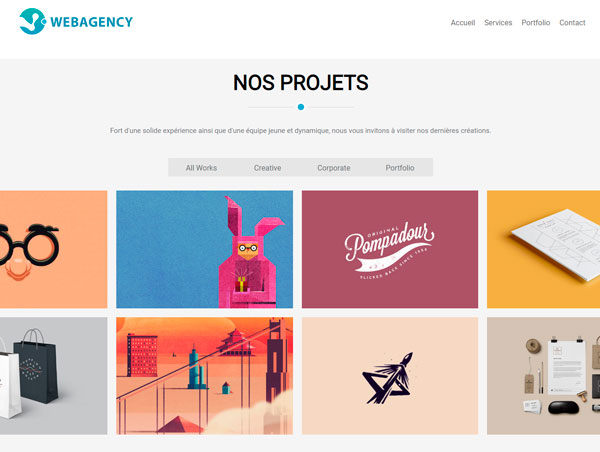 WEBAGENCY
Accueil Services Portfolio Contact
NOS PROJETS
Fort d'une solide expérience ainsi que d'une équipe jeune et dynamique, nous vous invitons à visiter nos dernières créations.
All Works Creative Corporate Portfolio
ORIGINAL
Pompadour
SLICKED BACK SINCE